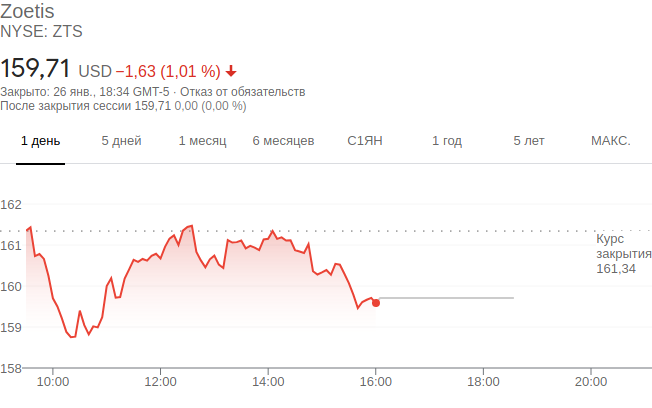 Zoetis
NYSE: ZTS
159,71 USD −1,63 (1,01 %)
Закрыто: 26 янв., 18:34 GMT-5 · Отказ от обязательств
После закрытия сессии 159,71 0,00 (0,00 %)
1 день 5 дней 1 месяц 6 месяцев С1ЯН 1 год 5 лет МАКС.
162
161
160
159
158
Курс
закрытия
161,34
10:00 12:00 14:00 16:00 18:00 20:00